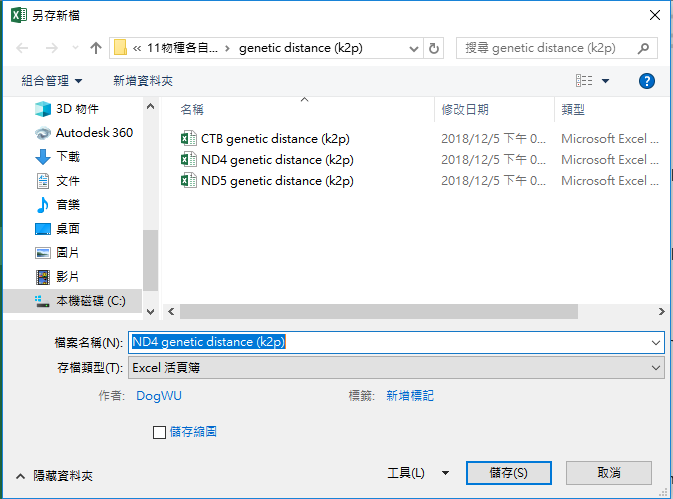 另存新檔
« 11物種各自... › genetic distance (k2p)
搜尋 genetic distance (k2p)
組合管理 新增資料夾
3D 物件
Autodesk 360
下載
文件
音樂
桌面
圖片
影片
本機磁碟 (C:)
名稱 修改日期 類型
CTB genetic distance (k2p) 2018/12/5 下午 0... Microsoft Excel ...
ND4 genetic distance (k2p) 2018/12/5 下午 0... Microsoft Excel ...
ND5 genetic distance (k2p) 2018/12/5 下午 0... Microsoft Excel ...
檔案名稱(N): ND4 genetic distance (k2p)
存檔類型(T): Excel 活頁簿
作者: DogWU 標籤: 新增標記
儲存縮圖
隱藏資料夾 工具(L) 儲存(S) 取消